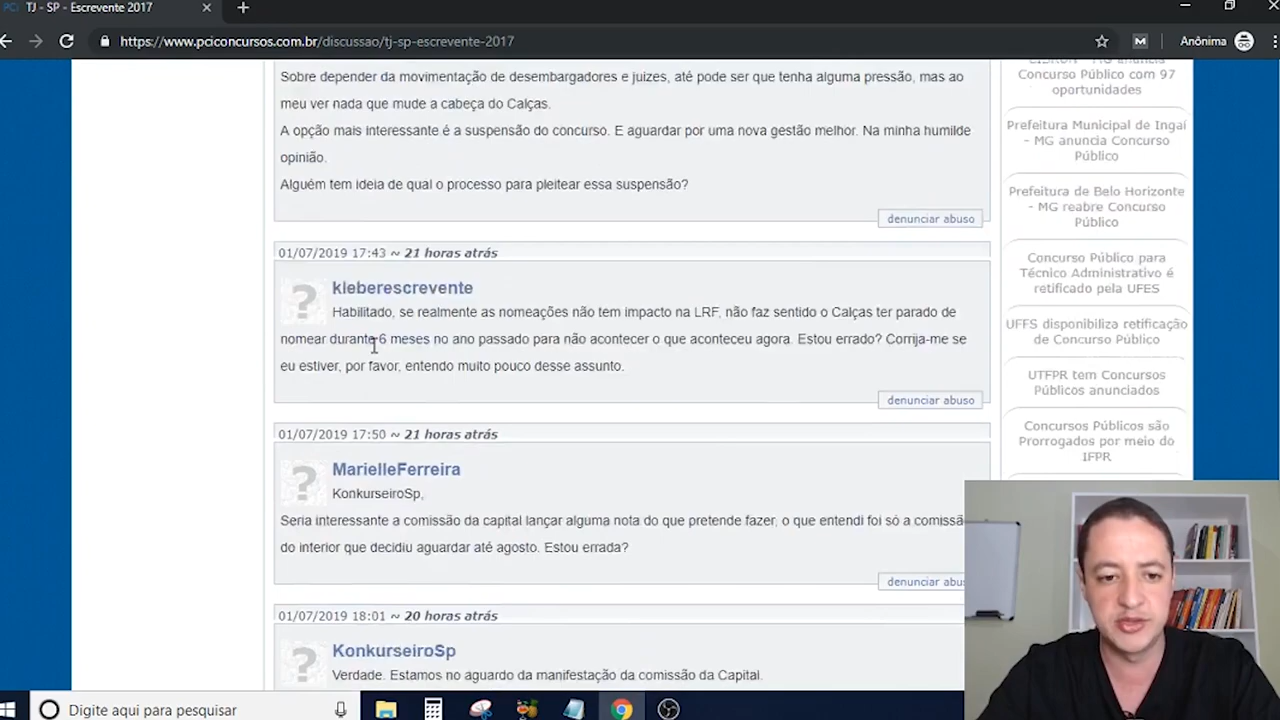 TJ - SP - Escrevente 2017
https://www.pciconcursos.com.br/discussao/tj-sp-escrevente-2017
Anônima
Sobre depender da movimentação de desembargadores e juizes, até pode ser que tenha alguma pressão, mas ao
meu ver nada que mude a cabeça do Calças.
A opção mais interessante é a suspensão do concurso. E aguardar por uma nova gestão melhor. Na minha humilde
opinião.
Alguém tem ideia de qual o processo para pleitear essa suspensão?
denunciar abuso
01/07/2019 17:43 ~ 21 horas atrás
kleberescrevente
Habilitado, se realmente as nomeações não tem impacto na LRF, não faz sentido o Calças ter parado de
nomear durante 6 meses no ano passado para não acontecer o que aconteceu agora. Estou errado? Corrija-me se
eu estiver, por favor, entendo muito pouco desse assunto.
denunciar abuso
01/07/2019 17:50 ~ 21 horas atrás
MarielleFerreira
KonkurseiroSp,
Seria interessante a comissão da capital lançar alguma nota do que pretende fazer, o que entendi foi só a comissã
do interior que decidiu aguardar até agosto. Estou errada?
denunciar abu
01/07/2019 18:01 ~ 20 horas atrás
KonkurseiroSp
Verdade. Estamos no aguardo da manifestação da comissão da Capital.
- MG anuncia
Concurso Público com 97
oportunidades
Prefeitura Municipal de Ingaí
- MG anuncia Concurso
Público
Prefeitura de Belo Horizonte
- MG reabre Concurso
Público
Concurso Público para
Técnico Administrativo é
retificado pela UFES
UFFS disponibiliza retificação
de Concurso Público
UTFPR tem Concursos
Públicos anunciados
Concursos Públicos são
Prorrogados por meio do
IFPR
Digite aqui para pesquisar